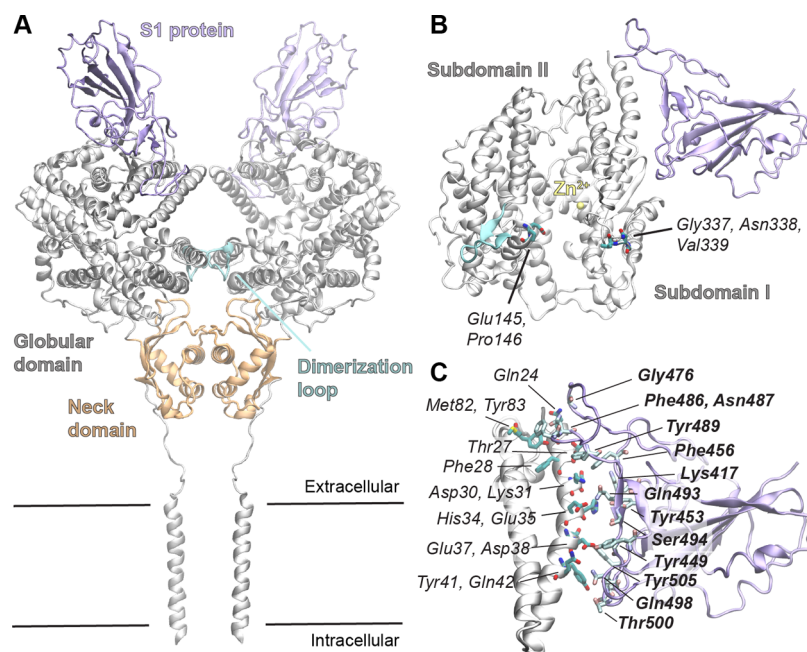 A
S1 protein
Globular
domain
Neck
domain
Dimerization
loop
Extracellular
Intracellular
B
Subdomain II
Zn²⁺
Gly337, Asn338,
Val339
Subdomain I
Glu145,
Pro146
C
Gln24
Met82, Tyr83
Thr27
Phe28
Asp30, Lys31
His34, Glu35
Glu37, Asp38
Tyr41, Gln42
Gly476
Phe486, Asn487
Tyr489
Phe456
Lys417
Gln493
Tyr453
Ser494
Tyr449
Tyr505
Gln498
Thr500